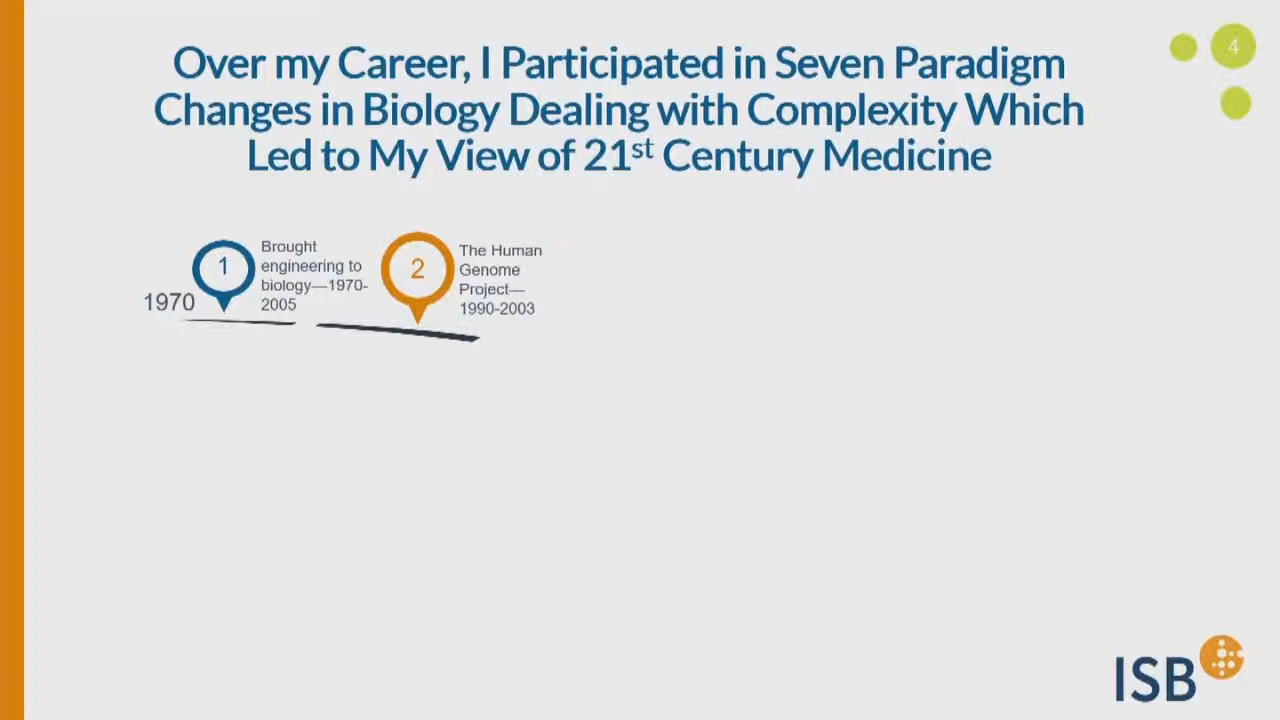 4
Over my Career, I Participated in Seven Paradigm
Changes in Biology Dealing with Complexity Which
Led to My View of 21st Century Medicine
1970
1
Brought
engineering to
biology—1970-
2005
2
The Human
Genome
Project—
1990-2003
ISB